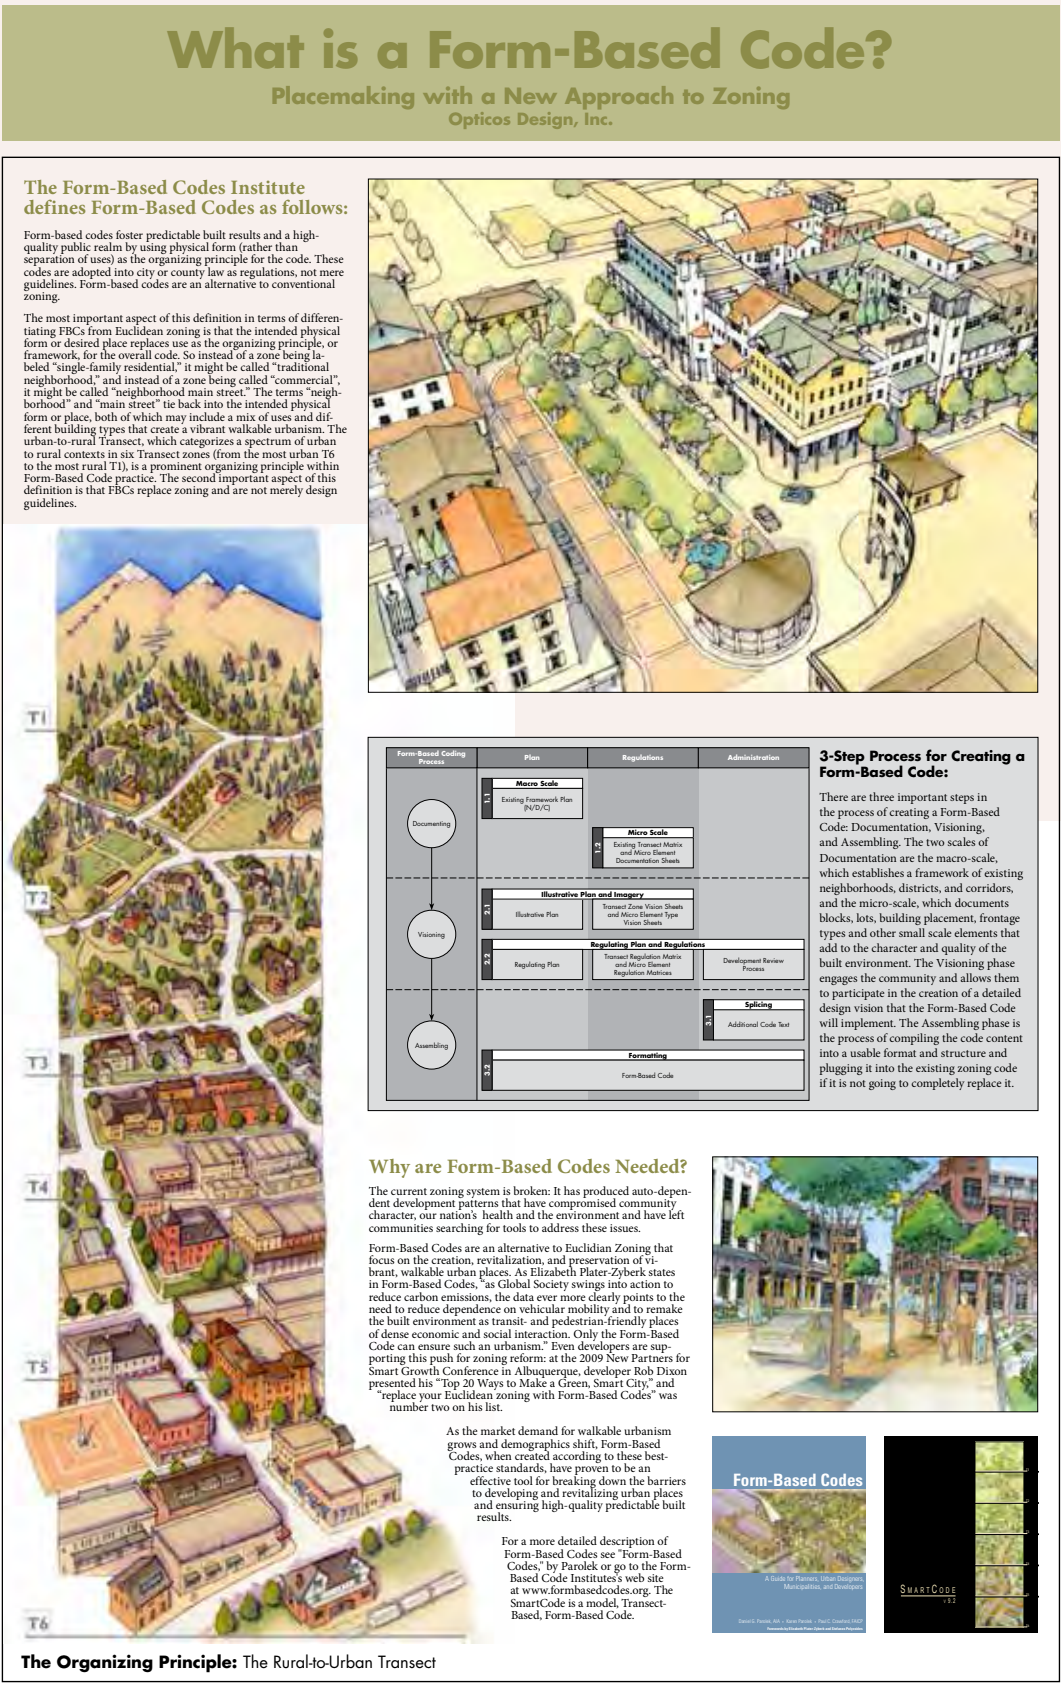 What is a Form-Based Code?
Placemaking with a New Approach to Zoning
Opticos Design, Inc.
The Form-Based Codes Institute
defines Form-Based Codes as follows:
Form-based codes foster predictable built results and a high-
quality public realm by using physical form (rather than
separation of uses) as the organizing principle for the code. These
codes are adopted into city or county law as regulations, not mere
guidelines. Form-based codes are an alternative to conventional
zoning.
The most important aspect of this definition in terms of differen-
tiating FBCs from Euclidean zoning is that the intended physical
form or desired place replaces use as the organizing principle, or
framework, for the overall code. So instead of a zone being la-
beled “single-family residential,” it might be called “traditional
neighborhood,” and instead of a zone being called “commercial”,
it might be called “neighborhood main street.” The terms “neigh-
borhood” and “main street” tie back into the intended physical
form or place, both of which may include a mix of uses and dif-
ferent building types that create a vibrant walkable urbanism. The
urban-to-rural Transect, which categorizes a spectrum of urban
to rural contexts in six Transect zones (from the most urban T6
to the most rural T1), is a prominent organizing principle within
Form-Based Code practice. The second important aspect of this
definition is that FBCs replace zoning and are not merely design
guidelines.
T1
T2
T3
T4
T5
T6
The Organizing Principle: The Rural-to-Urban Transect
Form-Based Coding
Process
Plan
Regulations
Administration
Documenting
1.1
Macro Scale
Existing Framework Plan
(N/D/C)
1.2
Micro Scale
Existing Transect Matrix
and Micro Element
Documentation Sheets
Visioning
2.1
Illustrative Plan and Imagery
Illustrative Plan
Transect Zone Vision Sheets
and Micro Element Type
Vision Sheets
2.2
Regulating Plan and Regulations
Regulating Plan
Transect Regulation Matrix
and Micro Element
Regulation Matrices
Development Review
Process
Assembling
3.1
Splicing
Additional Code Text
3.2
Formatting
Form-Based Code
3-Step Process for Creating a
Form-Based Code:
There are three important steps in
the process of creating a Form-Based
Code: Documentation, Visioning,
and Assembling. The two scales of
Documentation are the macro-scale,
which establishes a framework of existing
neighborhoods, districts, and corridors,
and the micro-scale, which documents
blocks, lots, building placement, frontage
types and other small scale elements that
add to the character and quality of the
built environment. The Visioning phase
engages the community and allows them
to participate in the creation of a detailed
design vision that the Form-Based Code
will implement. The Assembling phase is
the process of compiling the code content
into a usable format and structure and
plugging it into the existing zoning code
if it is not going to completely replace it.
Why are Form-Based Codes Needed?
The current zoning system is broken: It has produced auto-depen-
dent development patterns that have compromised community
character, our nation’s health and the environment and have left
communities searching for tools to address these issues.
Form-Based Codes are an alternative to Euclidian Zoning that
focus on the creation, revitalization, and preservation of vi-
brant, walkable urban places. As Elizabeth Plater-Zyberk states
in Form-Based Codes, “as Global Society swings into action to
reduce carbon emissions, the data ever more clearly points to the
need to reduce dependence on vehicular mobility and to remake
the built environment as transit- and pedestrian-friendly places
of dense economic and social interaction. Only the Form-Based
Code can ensure such an urbanism.” Even developers are sup-
porting this push for zoning reform: at the 2009 New Partners for
Smart Growth Conference in Albuquerque, developer Rob Dixon
presented his “Top 20 Ways to Make a Green, Smart City,” and
“replace your Euclidean zoning with Form-Based Codes” was
number two on his list.
As the market demand for walkable urbanism
grows and demographics shift, Form-Based
Codes, when created according to these best-
practice standards, have proven to be an
effective tool for breaking down the barriers
to developing and revitalizing urban places
and ensuring high-quality predictable built
results.
For a more detailed description of
Form-Based Codes see "Form-Based
Codes," by Parolek or go to the Form-
Based Code Institutes’s web site
at www.formbasedcodes.org. The
SmartCode is a model, Transect-
Based, Form-Based Code.
Form-Based Codes
A Guide for Planners, Urban Designers,
Municipalities, and Developers
Daniel G. Parolek, AIA • Karen Parolek • Paul C. Crawford, FAICP
SMARTCODE
v 9.2